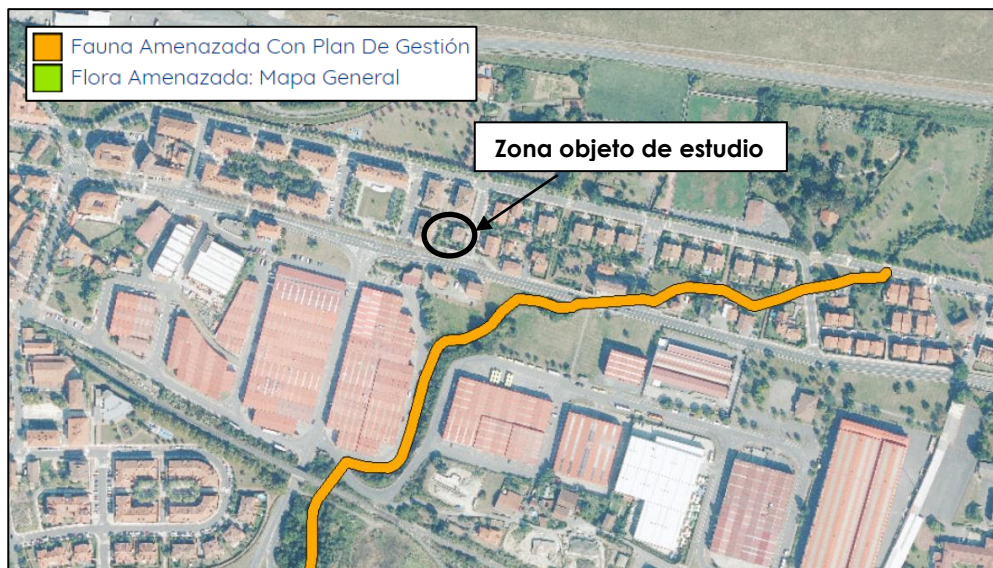 Fauna Amenazada Con Plan De Gestión
Flora Amenazada: Mapa General
Zona objeto de estudio